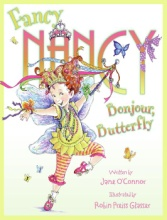 Fancy
NANCY
Bonjour,
Butterfly
Written by
Jane O'Connor
Illustrated by
Robin Preiss Glasser